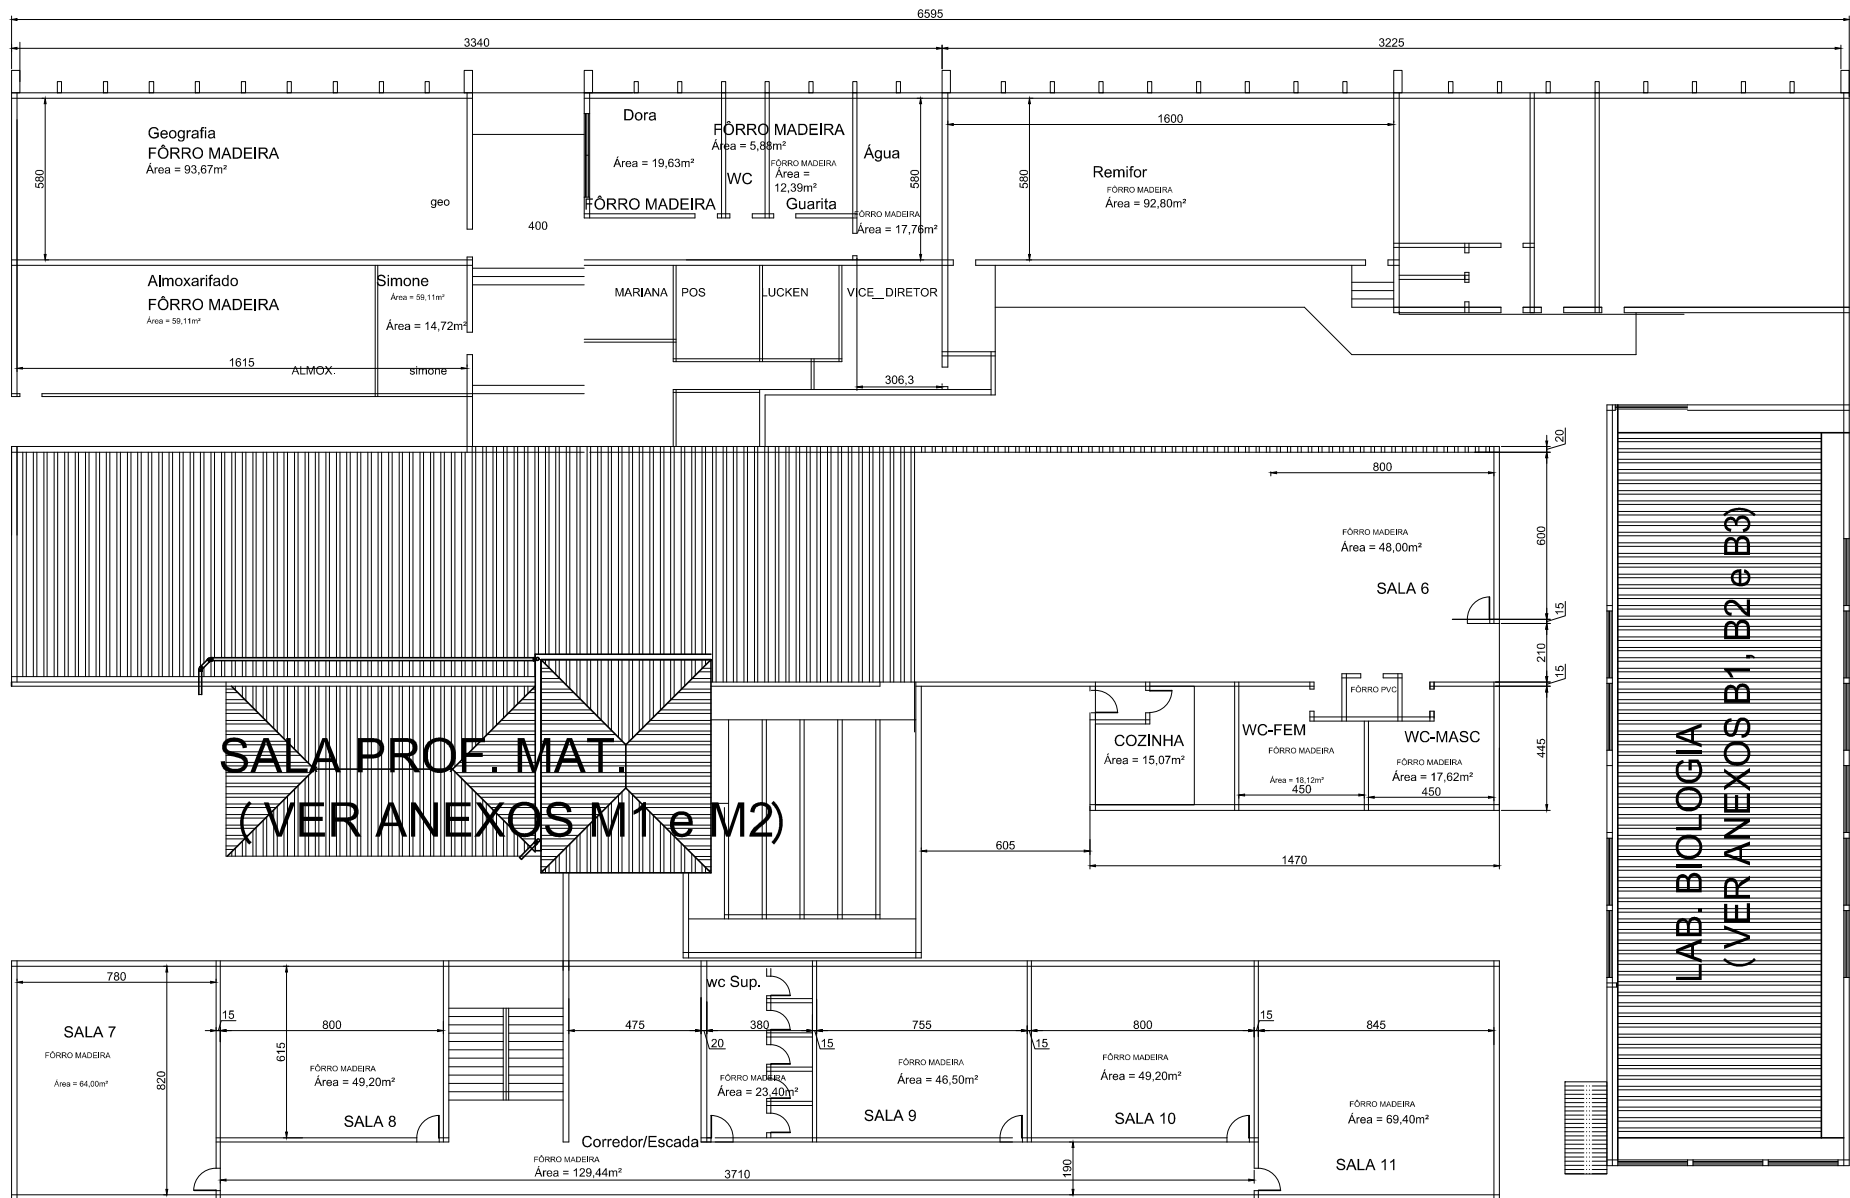 6595
3340
3225
Geografia
FÔRRO MADEIRA
Área = 93,67m²
580
geo
400
Dora
Área = 19,63m²
FÔRRO MADEIRA
FÔRRO MADEIRA
Área = 5,88m²
WC
FÔRRO MADEIRA
Área =
12,39m²
Guarita
Água
580
FÔRRO MADEIRA
Área = 17,76m²
1600
580
Remifor
FÔRRO MADEIRA
Área = 92,80m²
Almoxarifado
FÔRRO MADEIRA
Área = 59,11m²
Simone
Área = 59,11m²
Área = 14,72m²
1615
ALMOX.
simone
MARIANA
POS
LUCKEN
VICE_DIRETOR
306,3
20
800
FÔRRO MADEIRA
Área = 48,00m²
SALA 6
600
15
210
15
445
FÔRRO PVC
COZINHA
Área = 15,07m²
WC-FEM
FÔRRO MADEIRA
Área = 18,12m²
450
WC-MASC
FÔRRO MADEIRA
Área = 17,62m²
450
605
1470
SALA PROF. MAT.
( VER ANEXOS M1 e M2)
LAB. BIOLOGIA
( VER ANEXOS B1, B2 e B3)
780
SALA 7
FÔRRO MADEIRA
Área = 64,00m²
820
15
800
615
FÔRRO MADEIRA
Área = 49,20m²
SALA 8
475
20
wc Sup.
380
FÔRRO MADEIRA
Área = 23,40m²
15
755
FÔRRO MADEIRA
Área = 46,50m²
SALA 9
15
800
FÔRRO MADEIRA
Área = 49,20m²
SALA 10
15
845
FÔRRO MADEIRA
Área = 69,40m²
SALA 11
Corredor/Escada
FÔRRO MADEIRA
Área = 129,44m²
3710
190